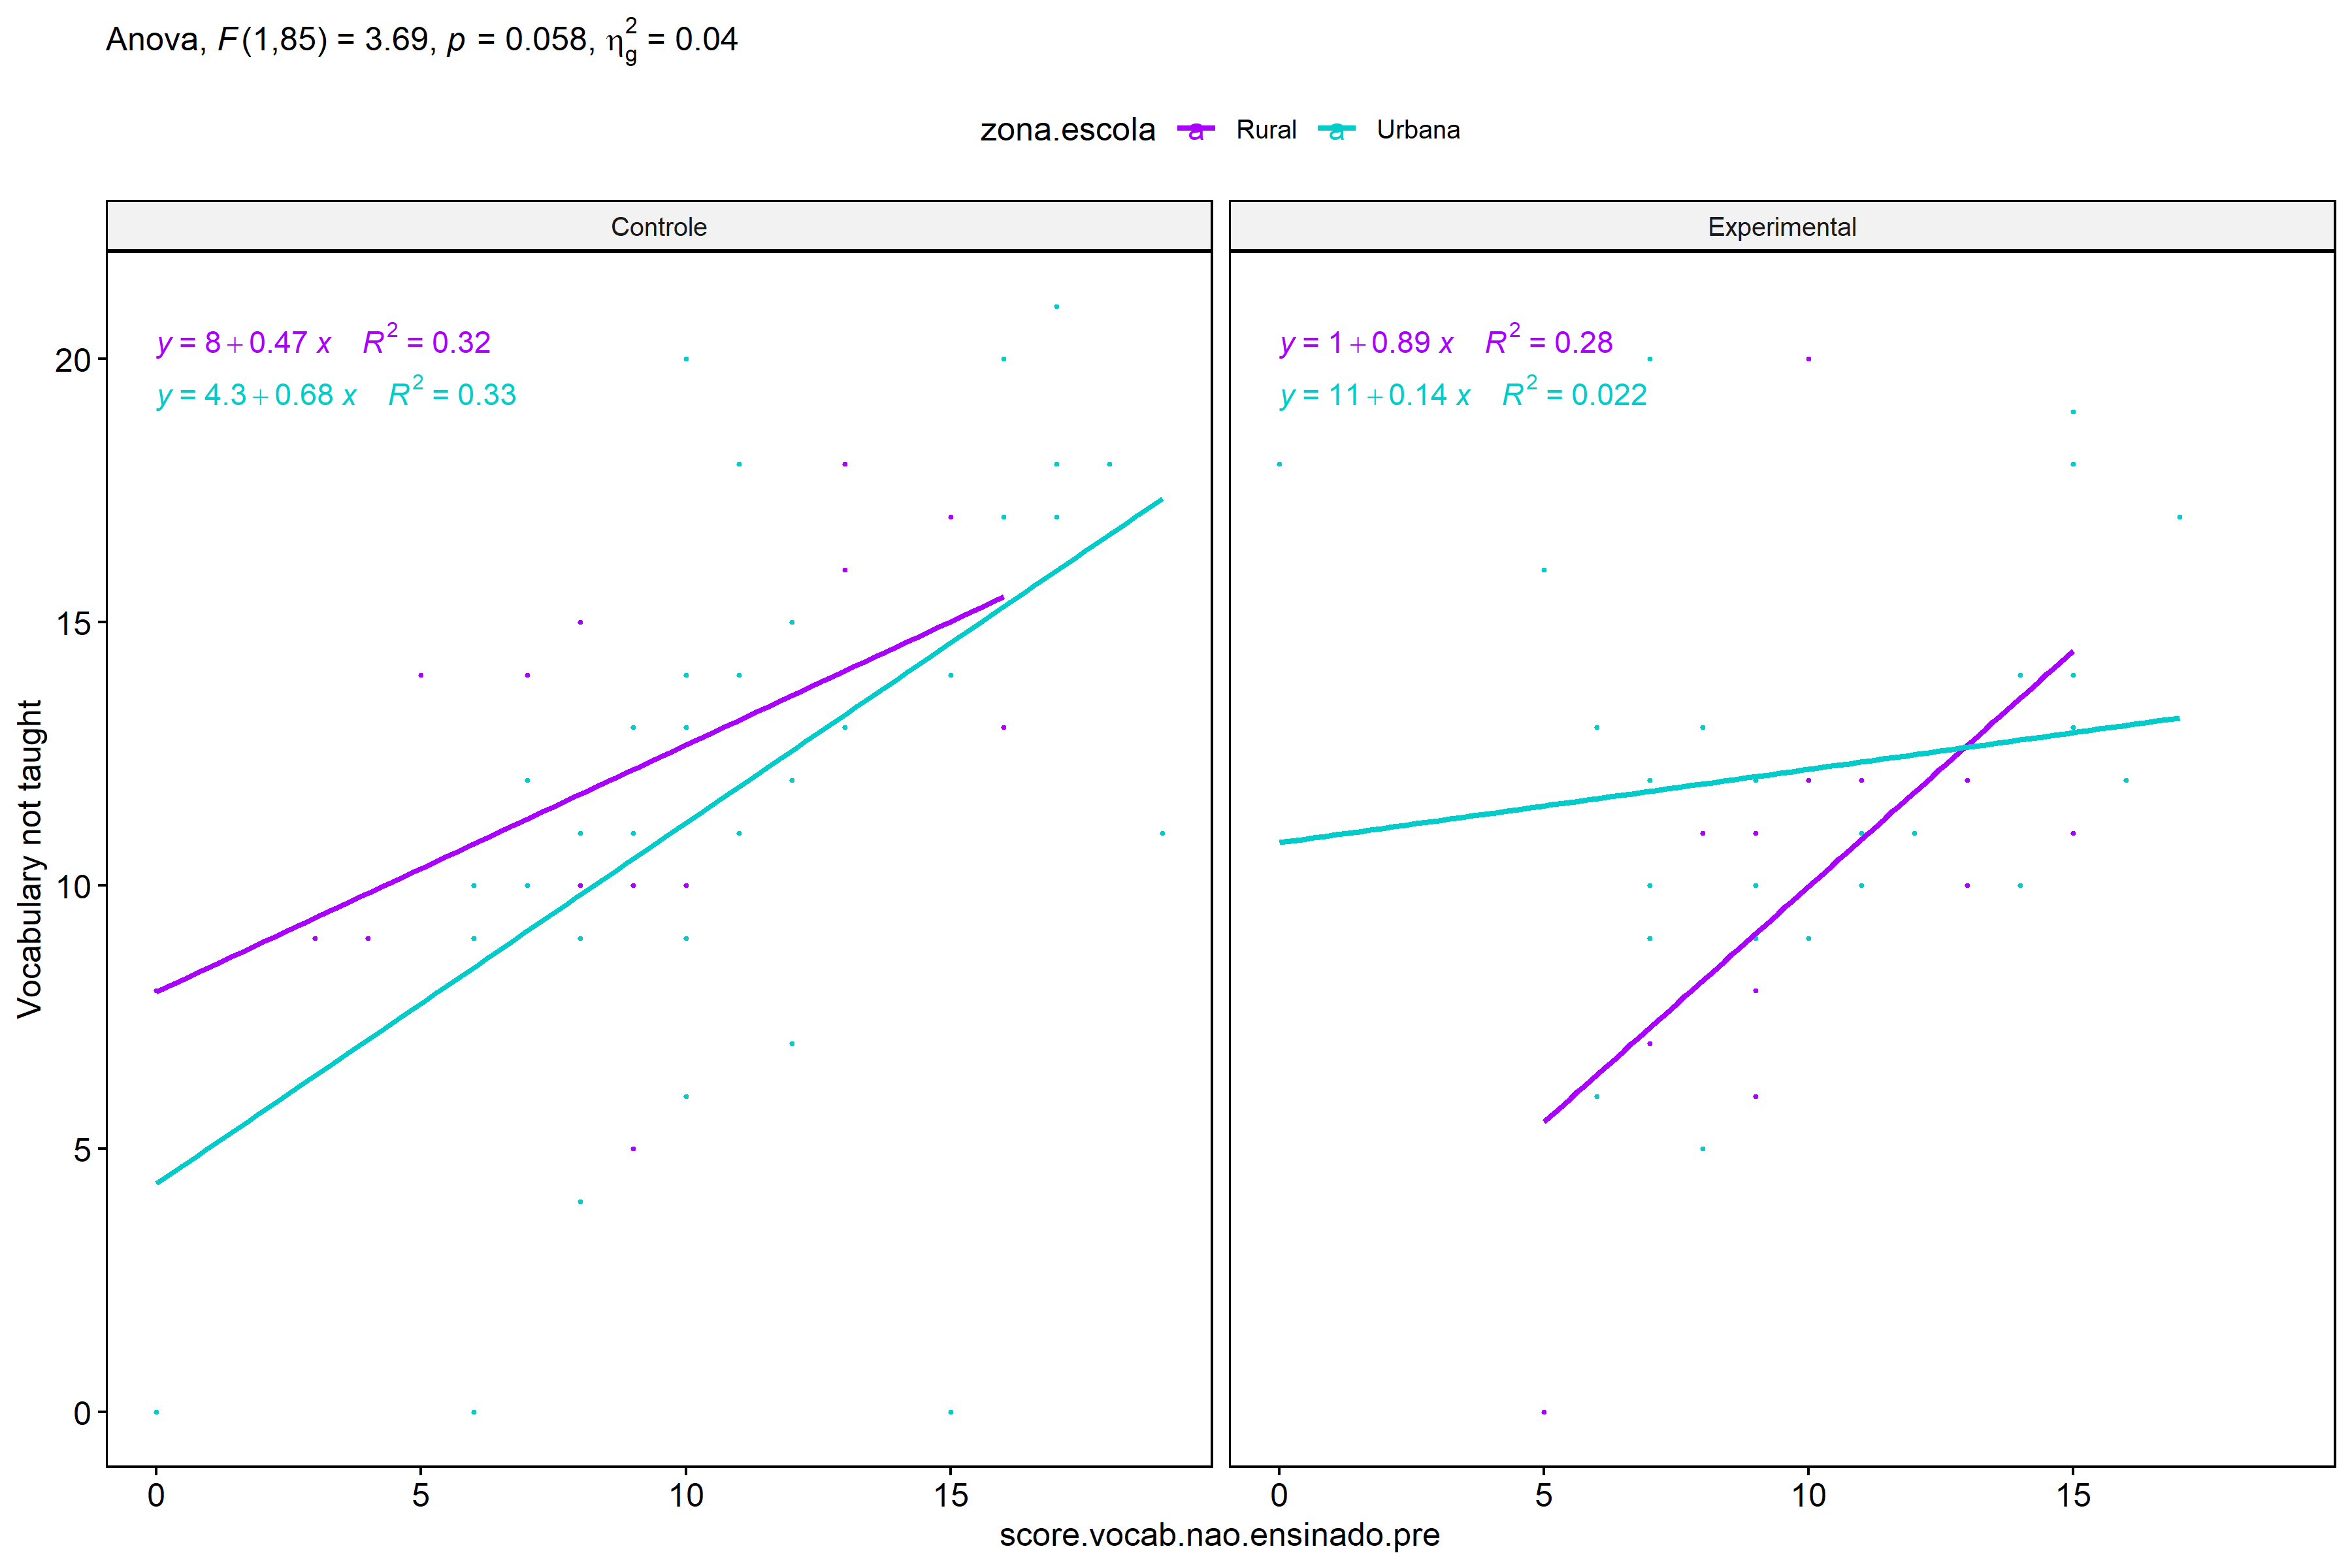 Anova, F(1,85) = 3.69, p = 0.058, η²g = 0.04
zona.escola a Rural a Urbana
Controle
Experimental
y = 8 + 0.47 x R² = 0.32
y = 4.3 + 0.68 x R² = 0.33
y = 1 + 0.89 x R² = 0.28
y = 11 + 0.14 x R² = 0.022
Vocabulary not taught
20
15
10
5
0
0 5 10 15
0 5 10 15
score.vocab.nao.ensinado.pre